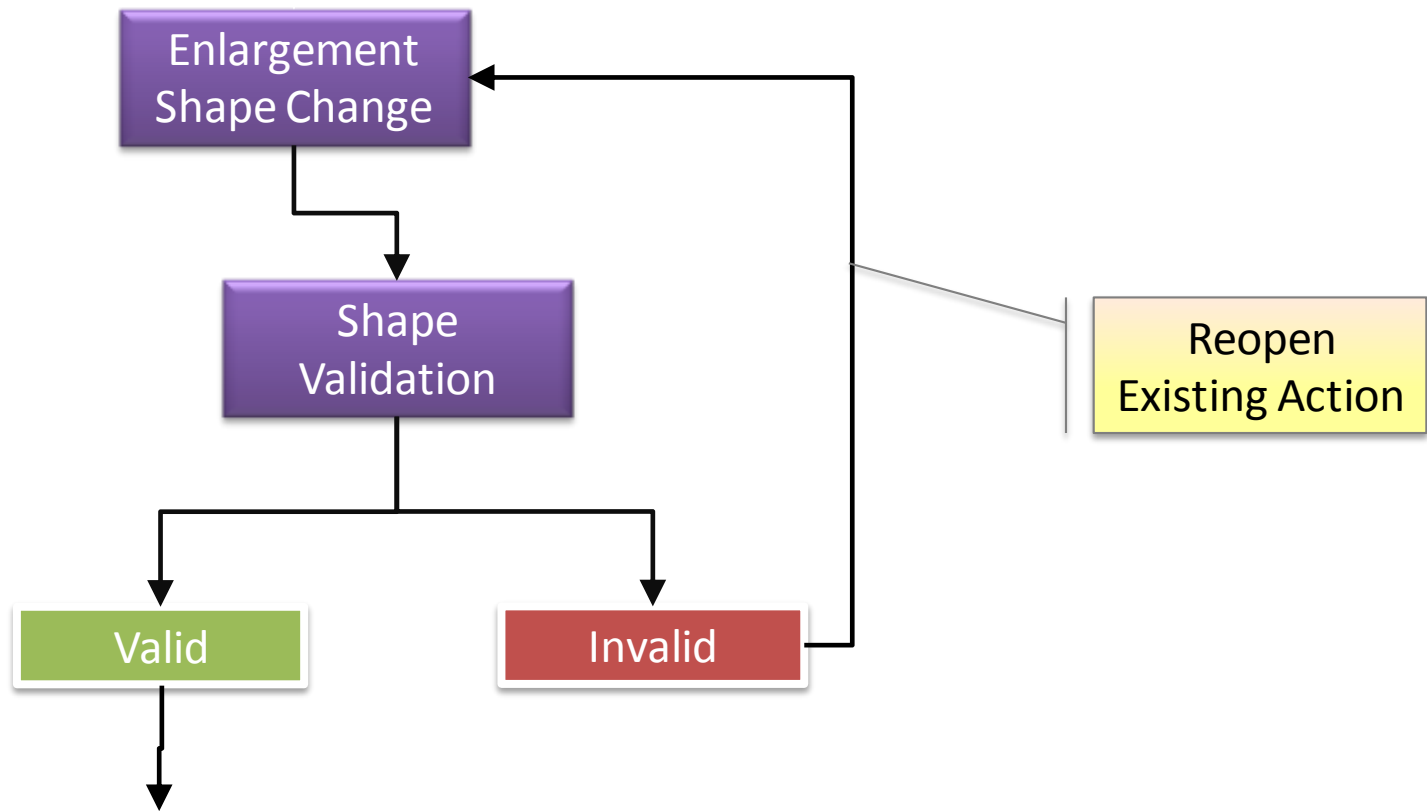 Enlargement
Shape Change
Shape
Validation
Reopen
Existing Action
Valid
Invalid